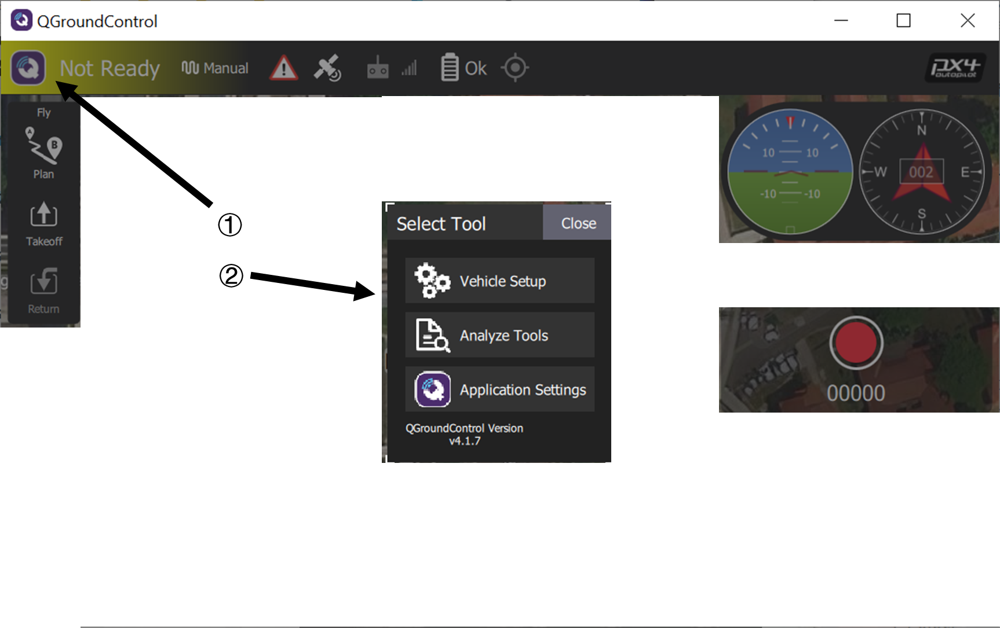 QGroundControl
Not Ready Manual Ok
px4
autopilot
Fly
Plan
Takeoff
Return
①
②
Select Tool Close
Vehicle Setup
Analyze Tools
Application Settings
QGroundControl Version
v4.1.7
10 10
-10 -10
N
W 002 E
S
00000